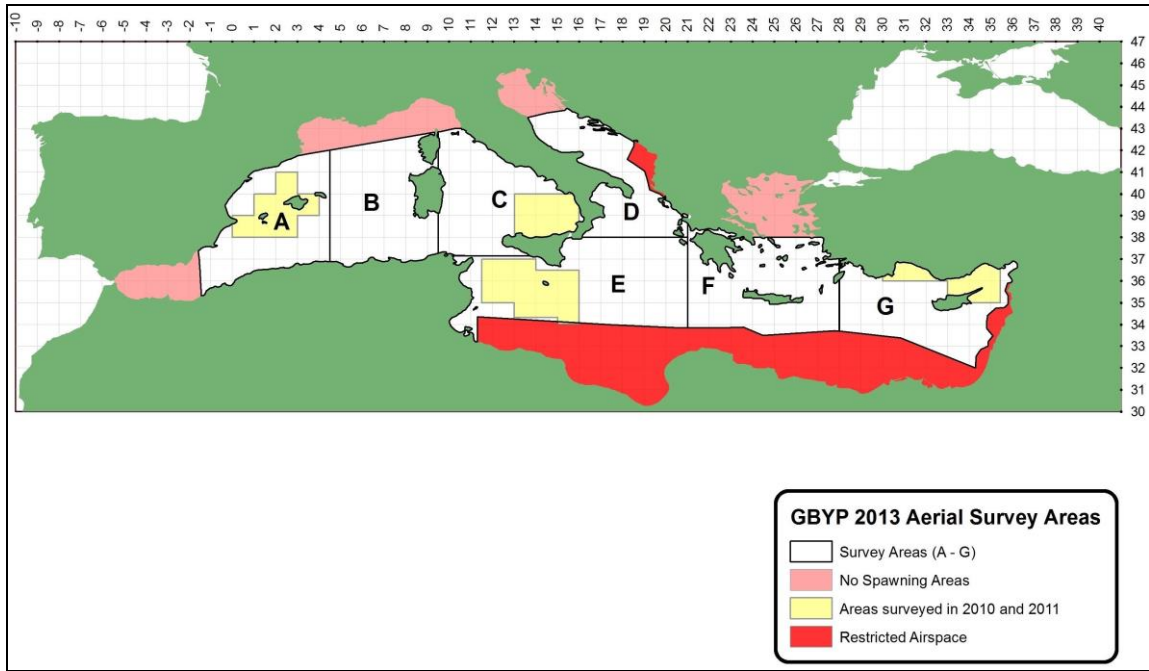 -10 -9 -8 -7 -6 -5 -4 -3 -2 -1 0 1 2 3 4 5 6 7 8 9 10 11 12 13 14 15 16 17 18 19 20 21 22 23 24 25 26 27 28 29 30 31 32 33 34 35 36 37 38 39 40
47
46
45
44
43
42
41
40
39
38
37
36
35
34
33
32
31
30
A
B
C
D
E
F
G
GBYP 2013 Aerial Survey Areas
Survey Areas (A - G)
No Spawning Areas
Areas surveyed in 2010 and 2011
Restricted Airspace